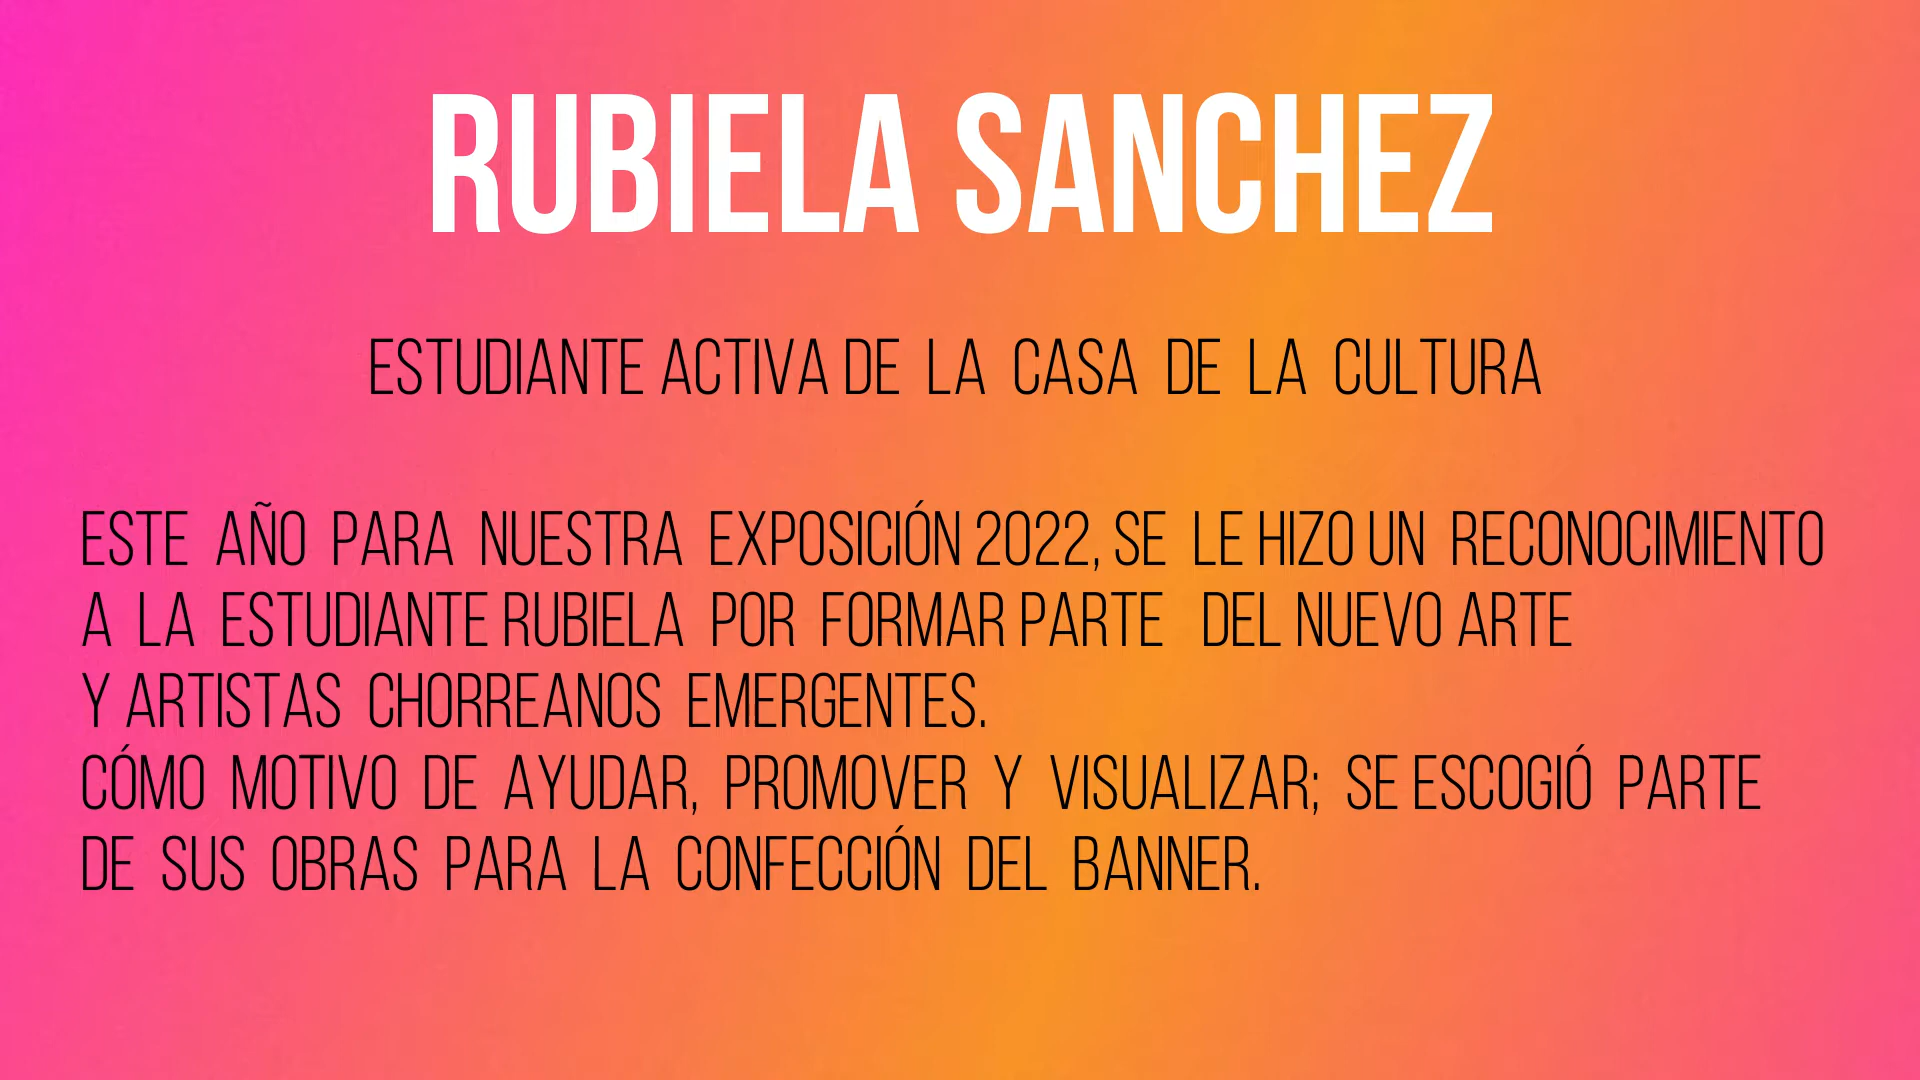 RUBIELA SANCHEZ
ESTUDIANTE ACTIVA DE LA CASA DE LA CULTURA
ESTE AÑO PARA NUESTRA EXPOSICIÓN 2022, SE LE HIZO UN RECONOCIMIENTO
A LA ESTUDIANTE RUBIELA POR FORMAR PARTE DEL NUEVO ARTE
Y ARTISTAS CHORREANOS EMERGENTES.
CÓMO MOTIVO DE AYUDAR, PROMOVER Y VISUALIZAR; SE ESCOGIÓ PARTE
DE SUS OBRAS PARA LA CONFECCIÓN DEL BANNER.